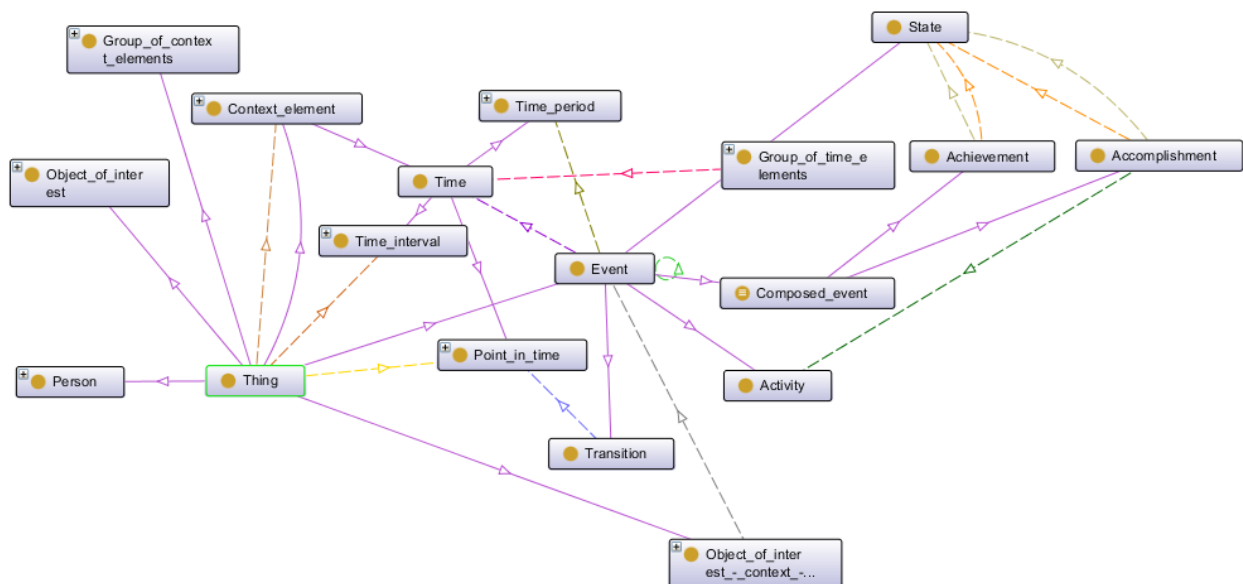 State
Group_of_contex
t_elements
Context_element
Time_period
Group_of_time_e
lements
Achievement
Accomplishment
Object_of_inter
est
Time
Time_interval
Event
Composed_event
Point_in_time
Person
Thing
Activity
Transition
Object_of_inter
est_-_context_-...